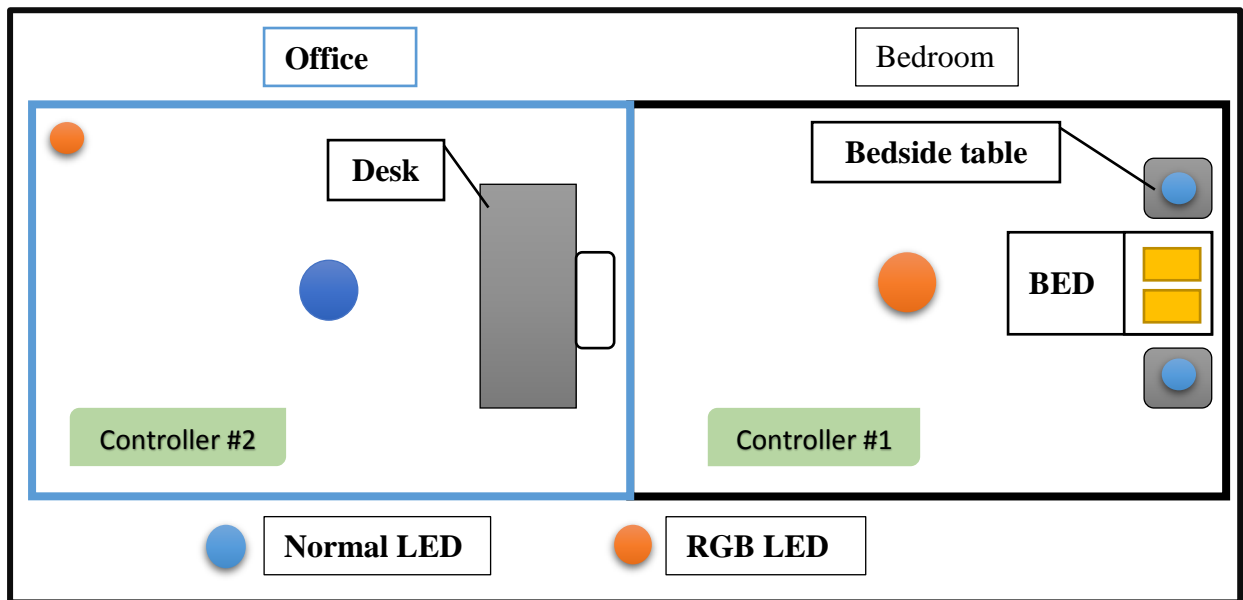 Office
Bedroom
Desk
Bedside table
BED
Controller #2
Controller #1
Normal LED
RGB LED